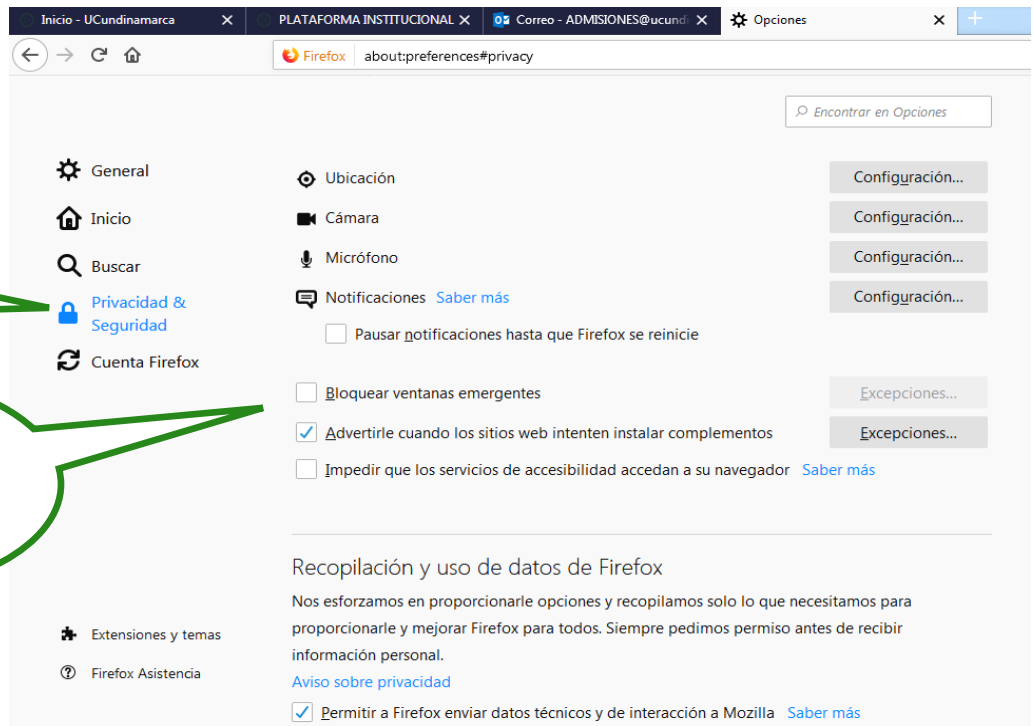 Inicio - UCundinamarca
PLATAFORMA INSTITUCIONAL
Correo - ADMISIONES@ucund
Opciones
Firefox about:preferences#privacy
Encontrar en Opciones
General
Inicio
Buscar
Privacidad &
Seguridad
Cuenta Firefox
Extensiones y temas
Firefox Asistencia
Ubicación Configuración...
Cámara Configuración...
Micrófono Configuración...
Notificaciones Saber más Configuración...
Pausar notificaciones hasta que Firefox se reinicie
Bloquear ventanas emergentes Excepciones...
Advertirle cuando los sitios web intenten instalar complementos Excepciones...
Impedir que los servicios de accesibilidad accedan a su navegador Saber más
Recopilación y uso de datos de Firefox
Nos esforzamos en proporcionarle opciones y recopilamos solo lo que necesitamos para
proporcionarle y mejorar Firefox para todos. Siempre pedimos permiso antes de recibir
información personal.
Aviso sobre privacidad
Permitir a Firefox enviar datos técnicos y de interacción a Mozilla Saber más